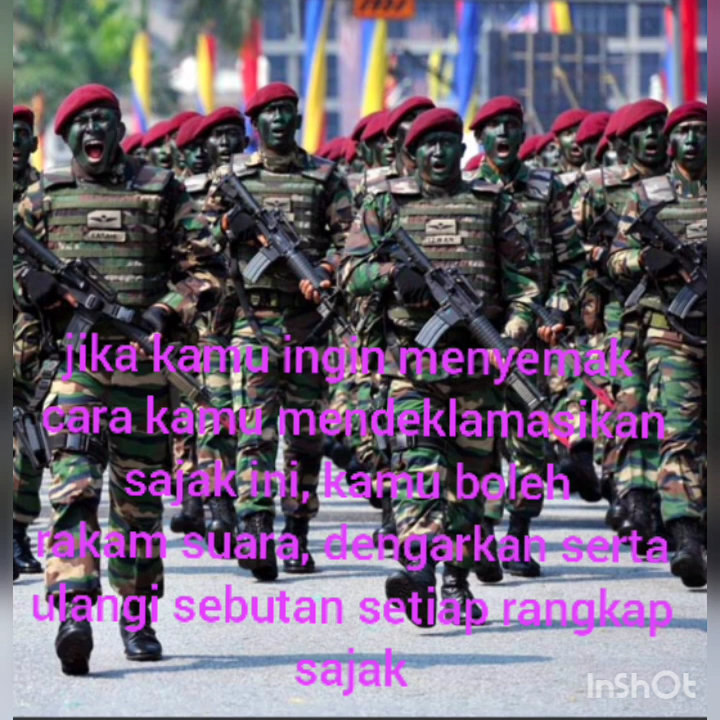 jika kamu ingin menyemak
cara kamu mendeklamasikan
sajak ini, kamu boleh
rakam suara, dengarkan serta
ulangi sebutan setiap rangkap
sajak
InShOt